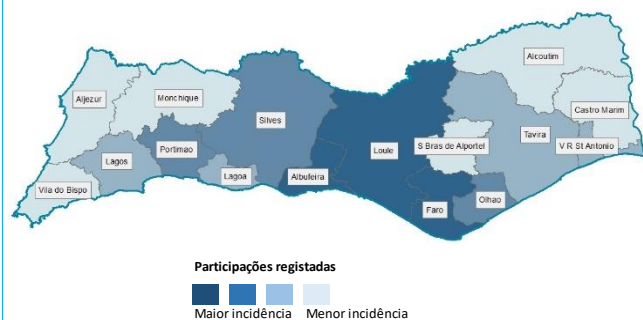 Alcoutim
Aljezur
Monchique
Castro Marim
Silves
Tavira
S Bras de Alportel
V R St Antonio
Loule
Portimao
Lagos
Lagoa
Albufeira
Vila do Bispo
Olhao
Faro
Participações registadas
Maior incidência Menor incidência